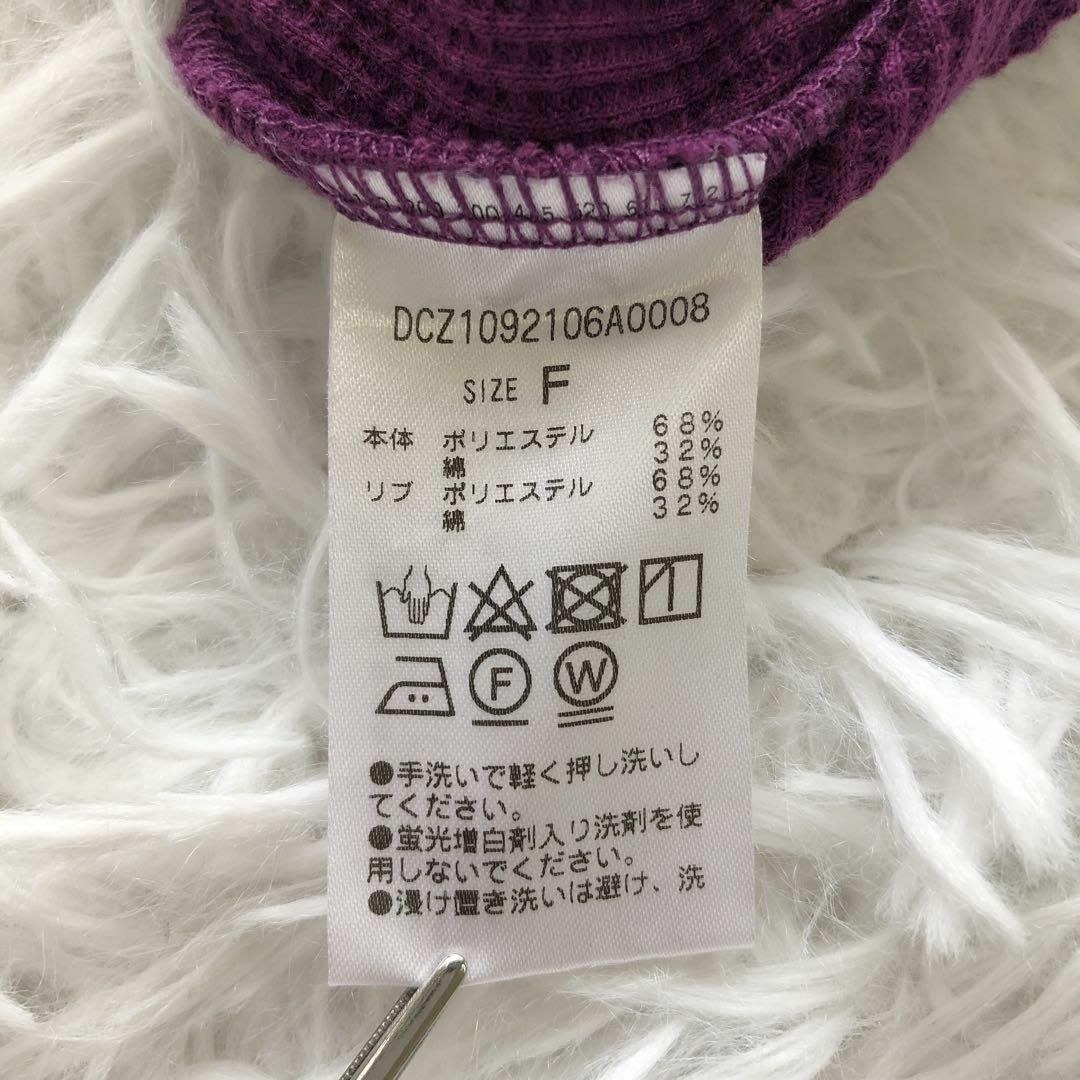 DCZ1092106A0008
SIZE F
本体 ポリエステル 68%
綿 32%
リブ ポリエステル 68%
綿 32%
F W
●手洗いで軽く押し洗いし
てください。
●蛍光増白剤入り洗剤を使
用しないでください。
●浸け置き洗いは避け、洗